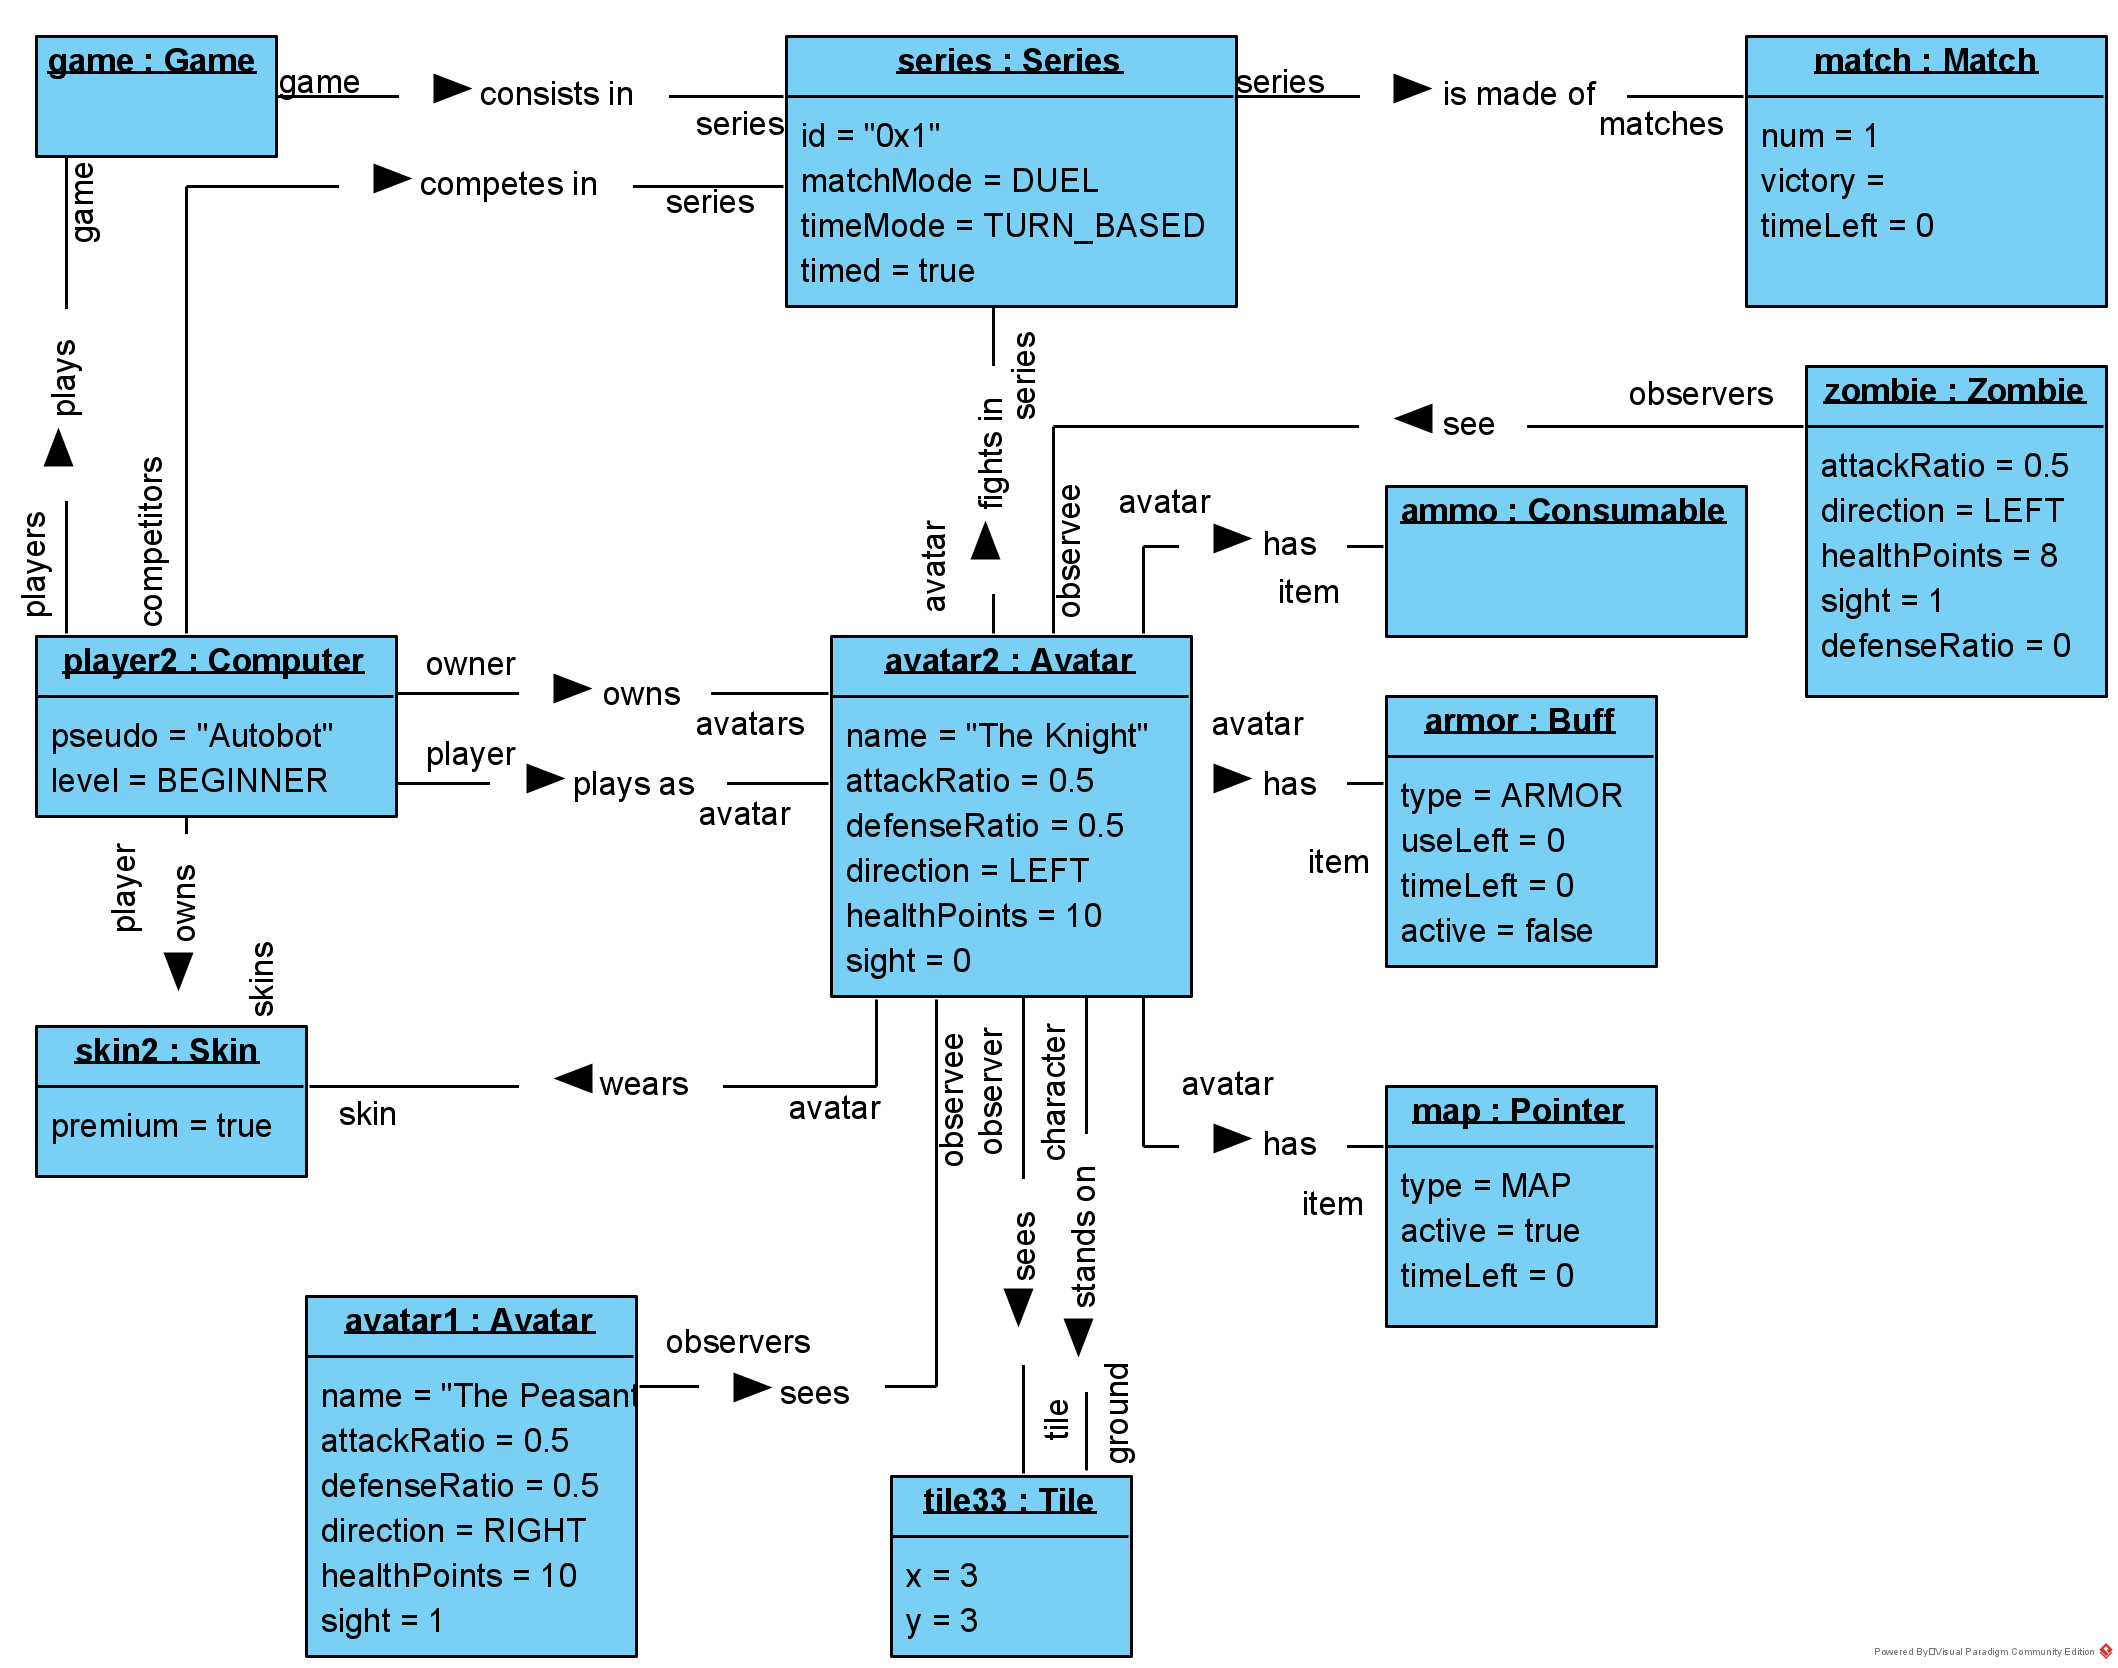 game : Game
game
consists in
series
series : Series
id = "0x1"
matchMode = DUEL
timeMode = TURN_BASED
timed = true
series
is made of
matches
match : Match
num = 1
victory =
timeLeft = 0
competes in
series
competitors
game
plays
players
series
fights in
avatar
observers
see
observee
zombie : Zombie
attackRatio = 0.5
direction = LEFT
healthPoints = 8
sight = 1
defenseRatio = 0
avatar
has
item
ammo : Consumable
player2 : Computer
pseudo = "Autobot"
level = BEGINNER
owner
owns
avatars
player
plays as
avatar
avatar2 : Avatar
name = "The Knight"
attackRatio = 0.5
defenseRatio = 0.5
direction = LEFT
healthPoints = 10
sight = 0
avatar
has
item
armor : Buff
type = ARMOR
useLeft = 0
timeLeft = 0
active = false
player
owns
skins
skin2 : Skin
premium = true
skin
wears
avatar
observee
observer
character
avatar
has
item
map : Pointer
type = MAP
active = true
timeLeft = 0
sees
stands on
tile
ground
avatar1 : Avatar
name = "The Peasant
attackRatio = 0.5
defenseRatio = 0.5
direction = RIGHT
healthPoints = 10
sight = 1
observers
sees
tile33 : Tile
x = 3
y = 3
Powered By Visual Paradigm Community Edition